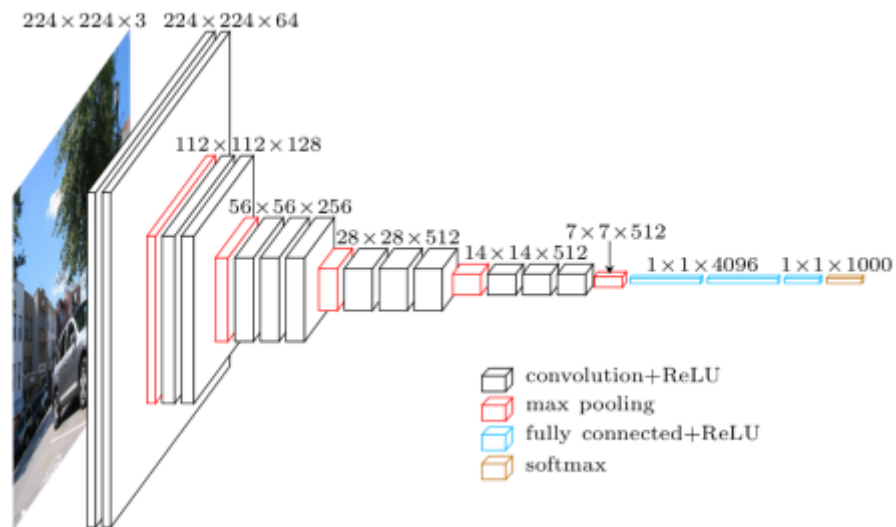 224×224×3
224×224×64
112×112×128
56×56×256
28×28×512
14×14×512
7×7×512
1×1×4096
1×1×1000
convolution+ReLU
max pooling
fully connected+ReLU
softmax